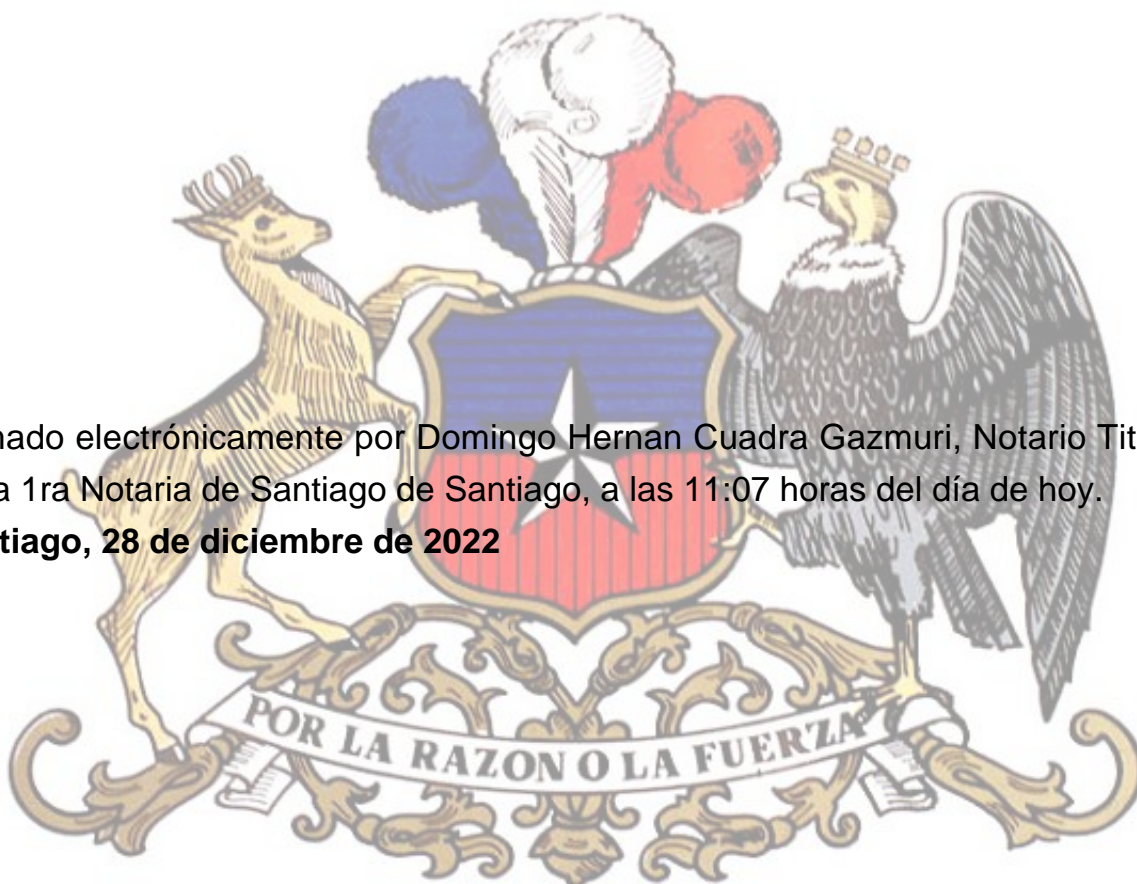 nado electrónicamente por Domingo Hernan Cuadra Gazmuri, Notario Tit
a 1ra Notaria de Santiago de Santiago, a las 11:07 horas del día de hoy.
tiago, 28 de diciembre de 2022
POR LA RAZON O LA FUERZA